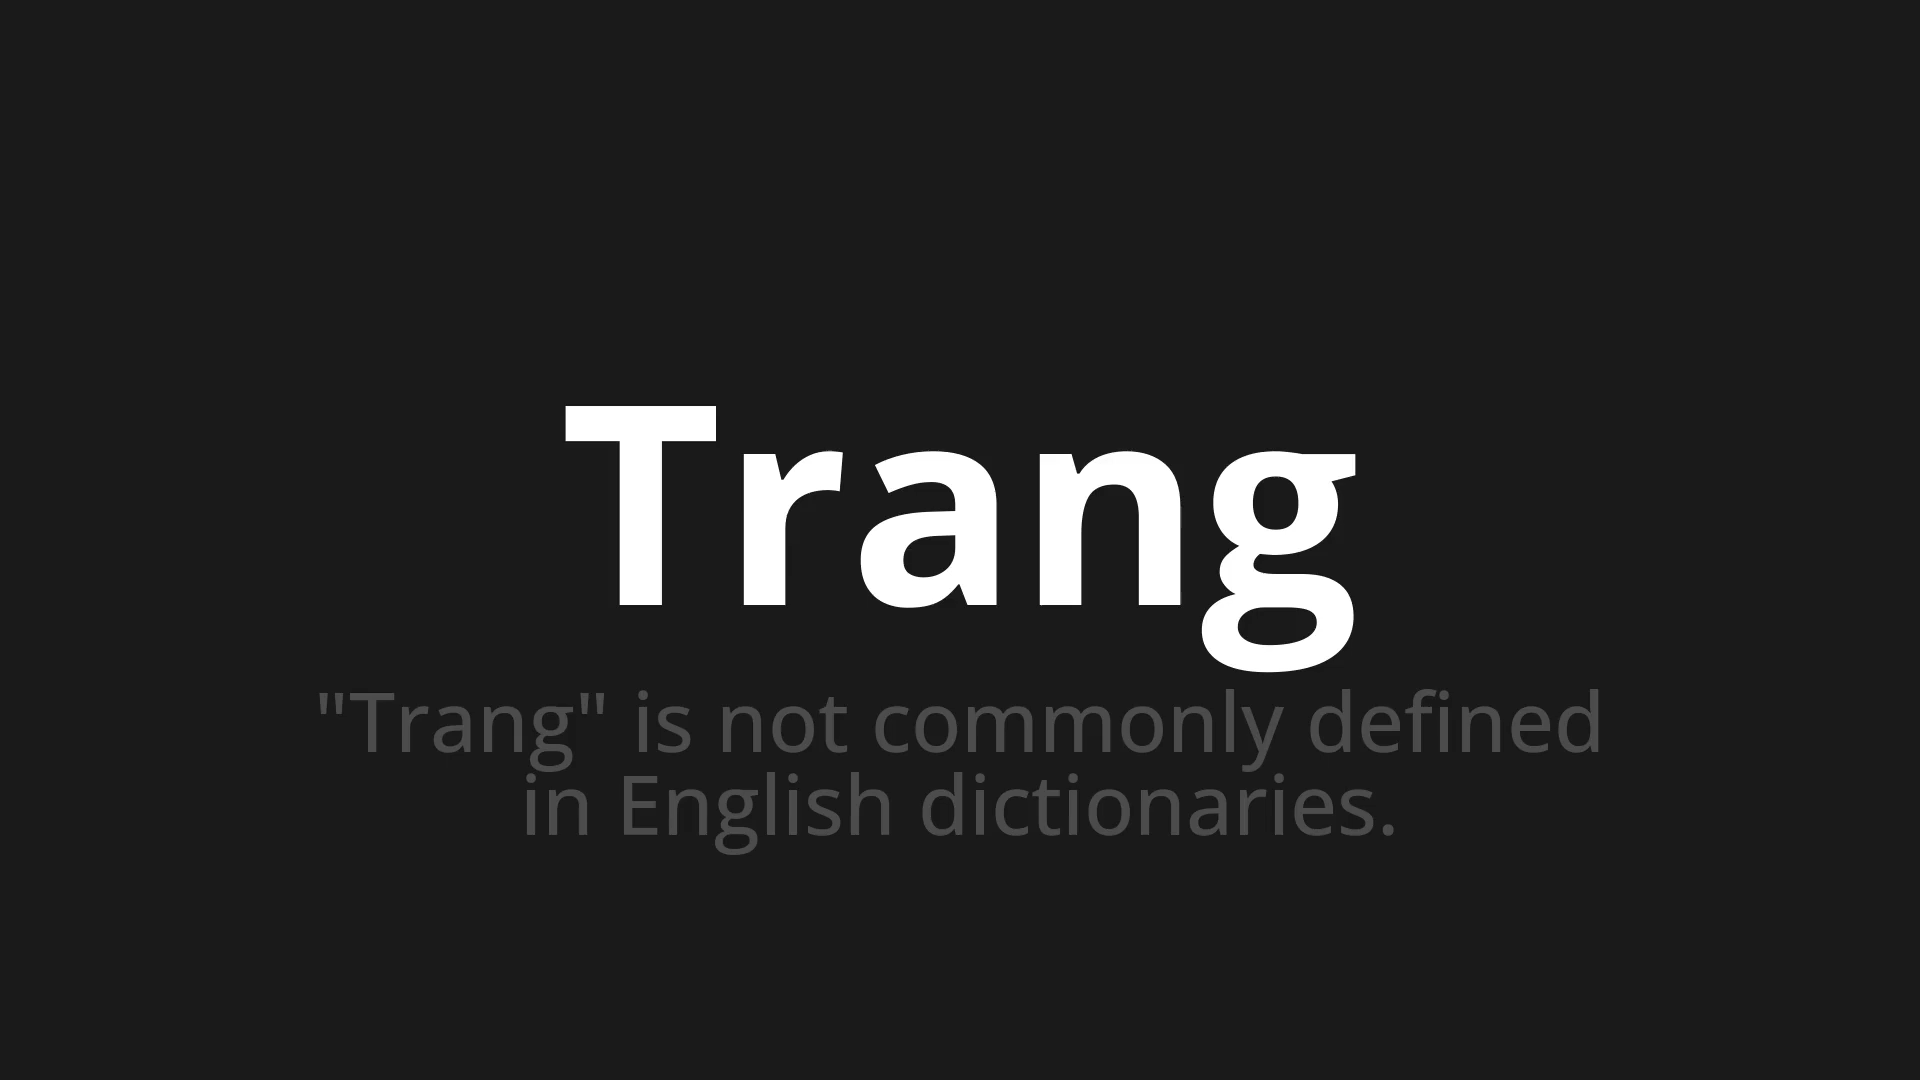 Trang
"Trang" is not commonly defined
in English dictionaries.